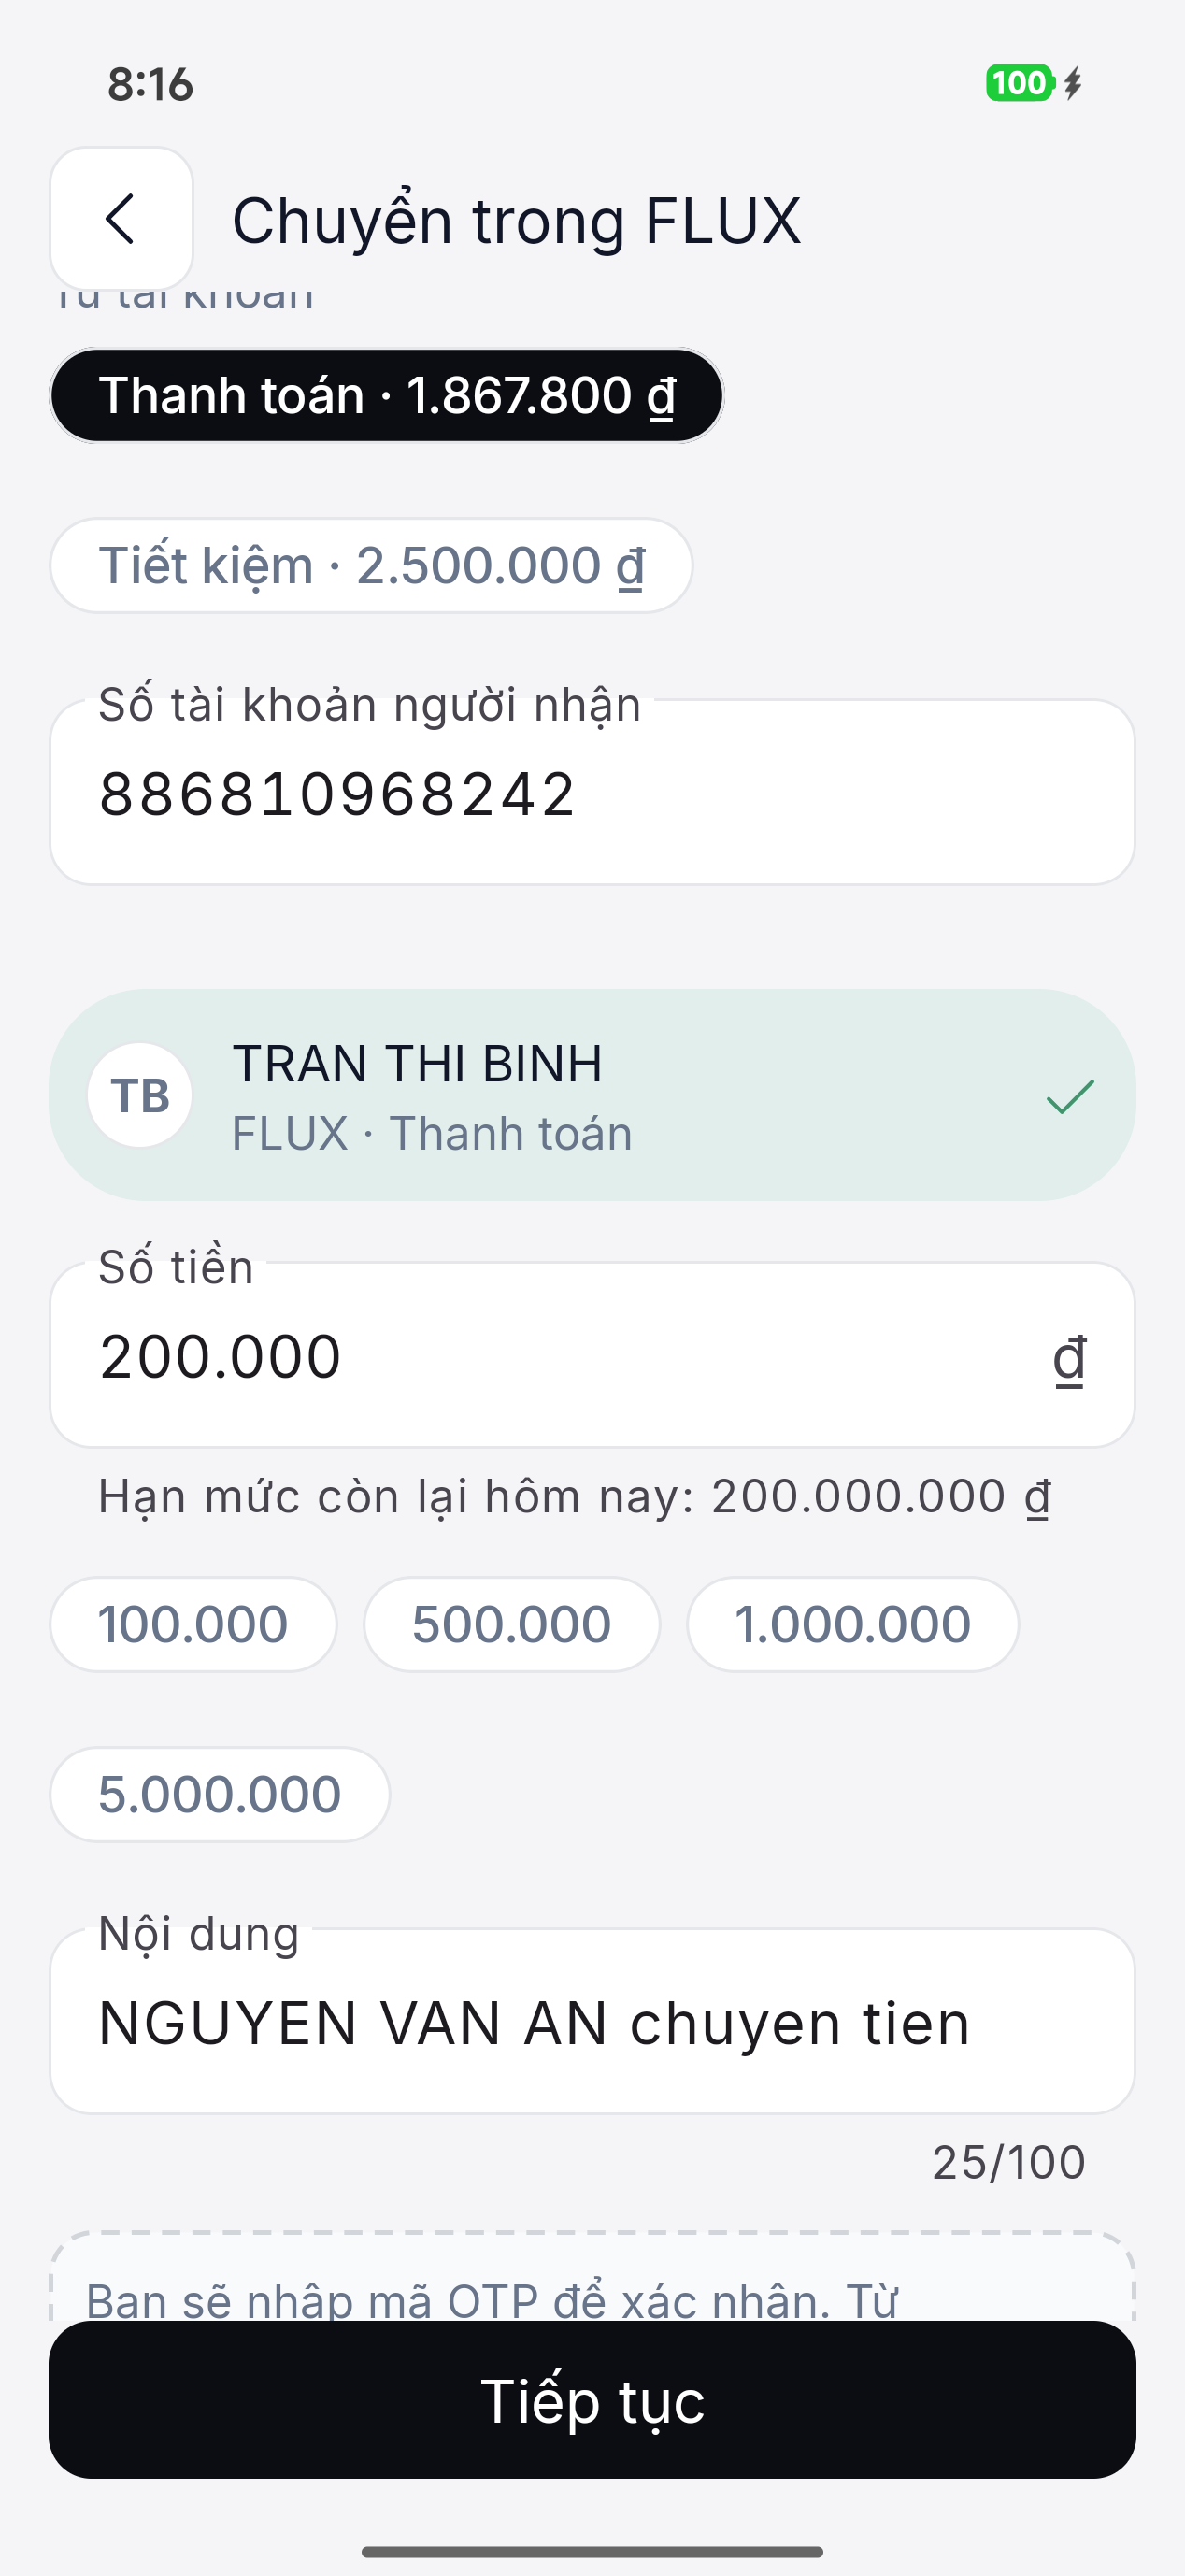 8:16
100
Chuyển trong FLUX
Từ tài khoản
Thanh toán · 1.867.800 ₫
Tiết kiệm · 2.500.000 ₫
Số tài khoản người nhận
886810968242
TB
TRAN THI BINH
FLUX · Thanh toán
Số tiền
200.000 ₫
Hạn mức còn lại hôm nay: 200.000.000 ₫
100.000 500.000 1.000.000
5.000.000
Nội dung
NGUYEN VAN AN chuyen tien
25/100
Bạn sẽ nhập mã OTP để xác nhận. Từ
Tiếp tục